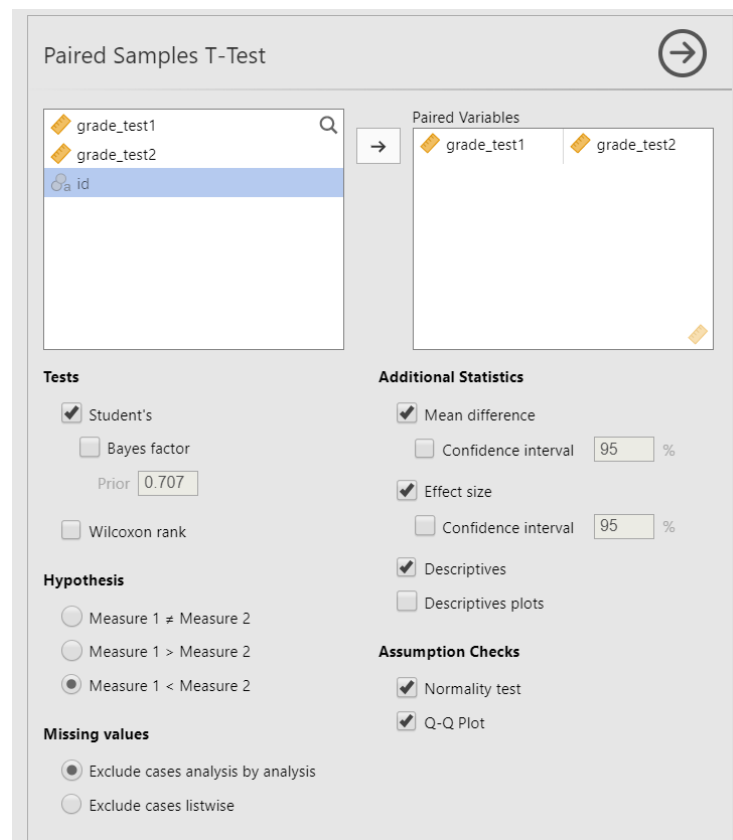 Paired Samples T-Test
grade_test1
grade_test2
a id
Paired Variables
grade_test1 grade_test2
Tests
Student's
Bayes factor
Prior 0.707
Wilcoxon rank
Hypothesis
Measure 1 ≠ Measure 2
Measure 1 > Measure 2
Measure 1 < Measure 2
Missing values
Exclude cases analysis by analysis
Exclude cases listwise
Additional Statistics
Mean difference
Confidence interval 95 %
Effect size
Confidence interval 95 %
Descriptives
Descriptives plots
Assumption Checks
Normality test
Q-Q Plot